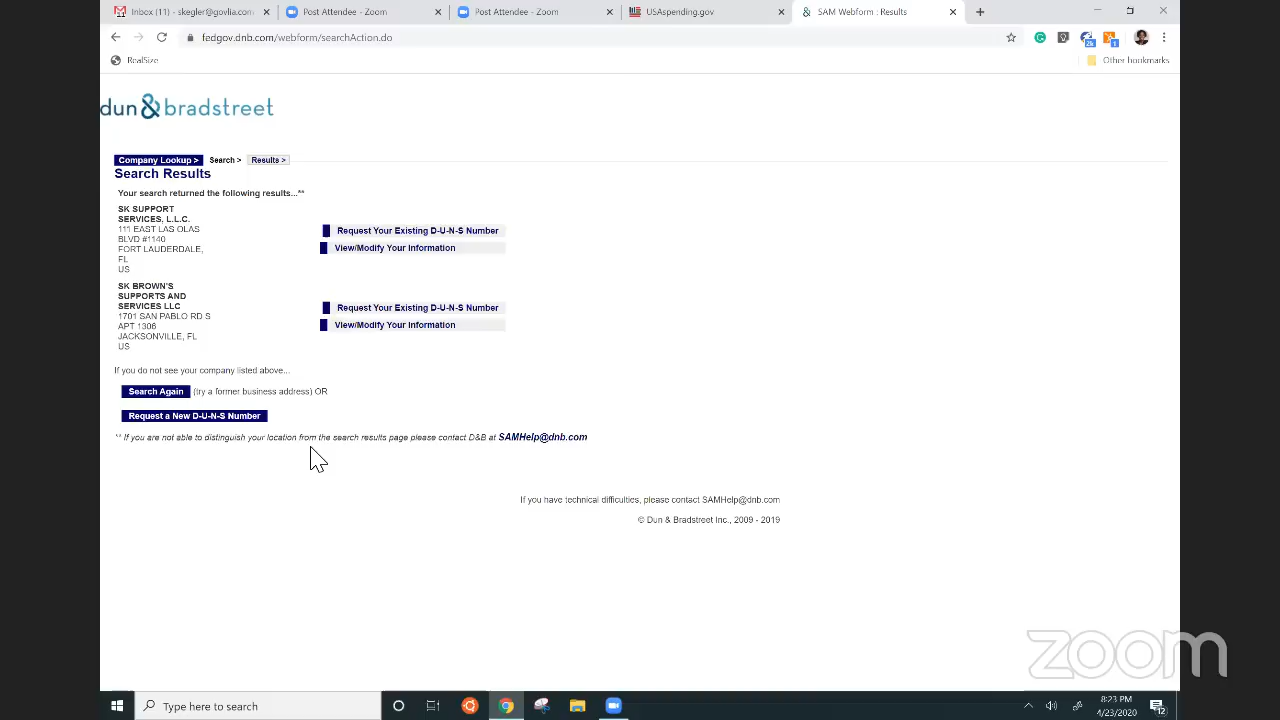 Inbox (11) - skegler@govlia.com
Post Attendee - Zoom
Post Attendee - Zoom
USAspending.gov
SAM Webform : Results
fedgov.dnb.com/webform/searchAction.do
RealSize
Other bookmarks
dun & bradstreet
Company Lookup > Search > Results >
Search Results
Your search returned the following results...**
SK SUPPORT
SERVICES, L.L.C.
111 EAST LAS OLAS
BLVD #1140
FORT LAUDERDALE,
FL
US
Request Your Existing D-U-N-S Number
View/Modify Your Information
SK BROWN'S
SUPPORTS AND
SERVICES LLC
1701 SAN PABLO RD S
APT 1306
JACKSONVILLE, FL
US
Request Your Existing D-U-N-S Number
View/Modify Your Information
If you do not see your company listed above...
Search Again (try a former business address) OR
Request a New D-U-N-S Number
** If you are not able to distinguish your location from the search results page please contact D&B at SAMHelp@dnb.com
If you have technical difficulties, please contact SAMHelp@dnb.com
© Dun & Bradstreet Inc., 2009 - 2019
zoom
Type here to search
8:23 PM
4/23/2020
12